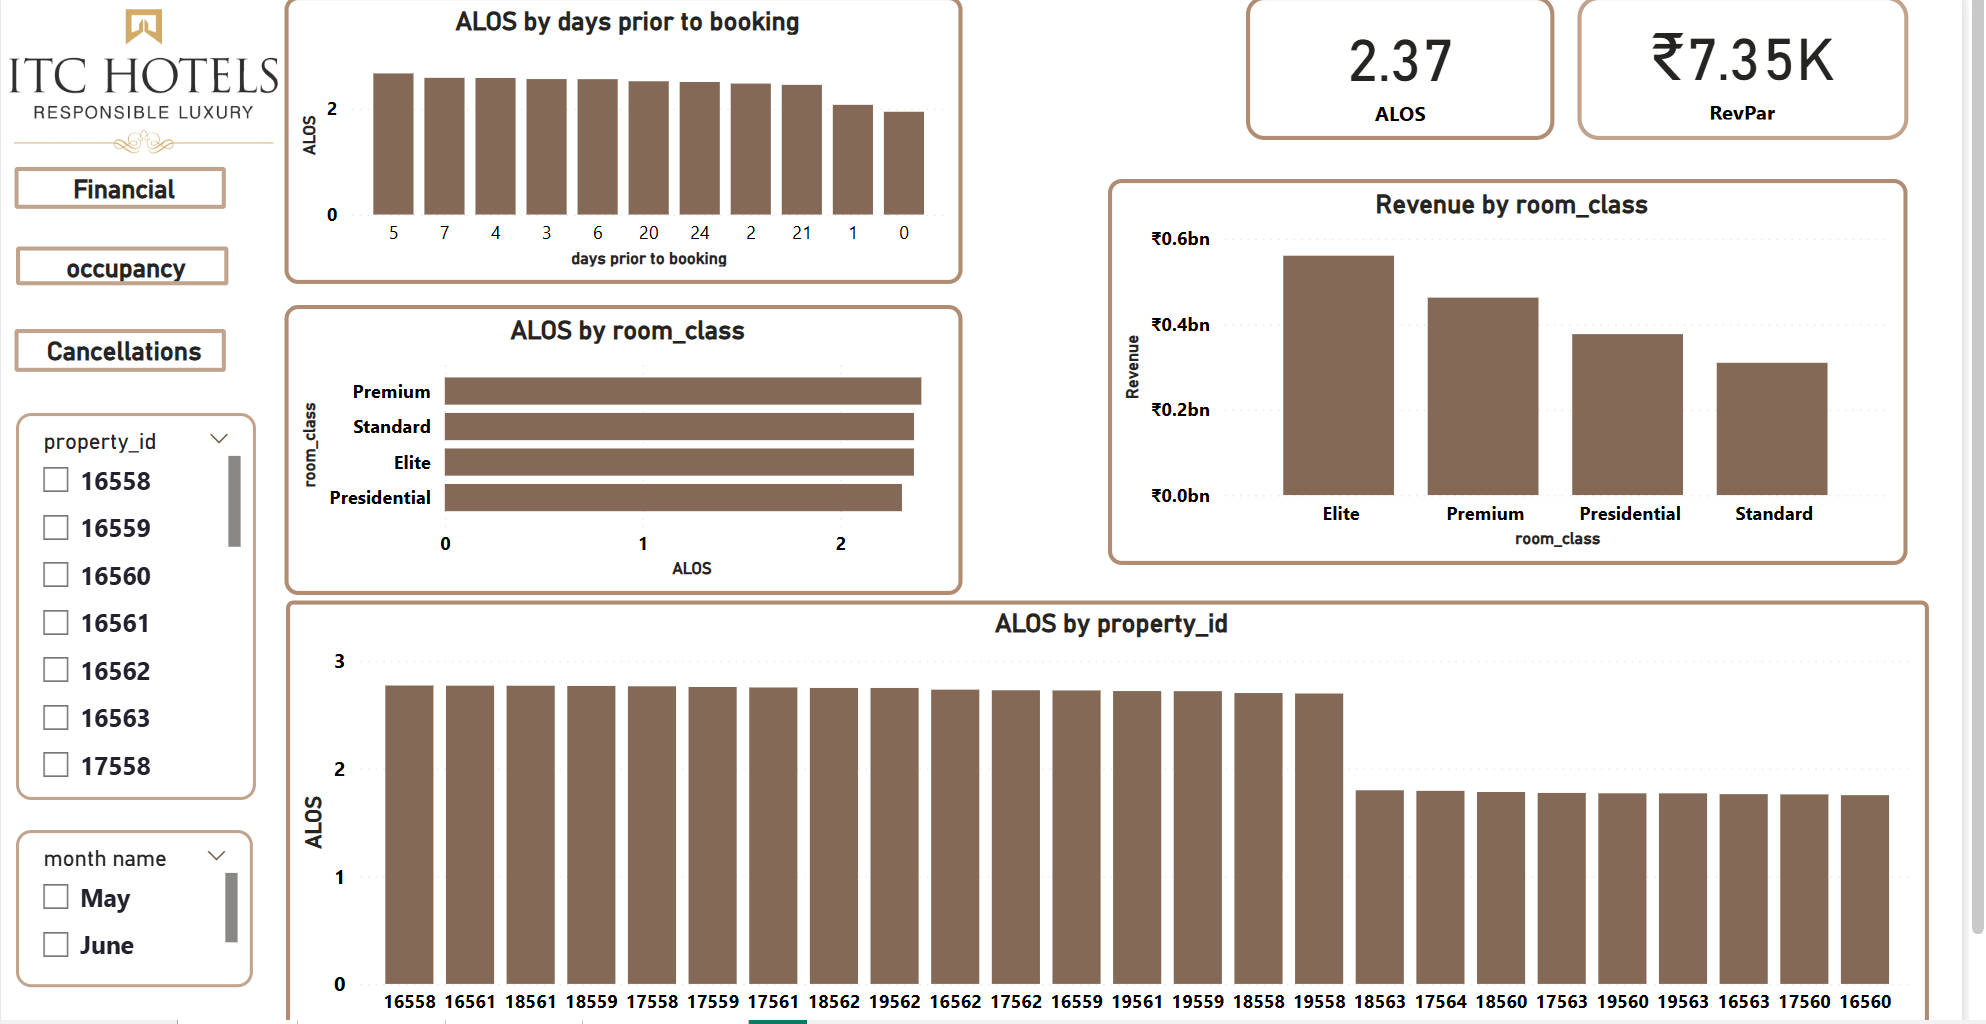 ITC HOTELS
RESPONSIBLE LUXURY
Financial
occupancy
Cancellations
property_id
16558
16559
16560
16561
16562
16563
17558
month name
May
June
ALOS by days prior to booking
ALOS
2
0
5 7 4 3 6 20 24 2 21 1 0
days prior to booking
2.37
ALOS
₹7.35K
RevPar
ALOS by room_class
room_class
Premium
Standard
Elite
Presidential
0 1 2
ALOS
Revenue by room_class
Revenue
₹0.6bn
₹0.4bn
₹0.2bn
₹0.0bn
Elite Premium Presidential Standard
room_class
ALOS by property_id
ALOS
3
2
1
0
16558 16561 18561 18559 17558 17559 17561 18562 19562 16562 17562 16559 19561 19559 18558 19558 18563 17564 18560 17563 19560 19563 16563 17560 16560